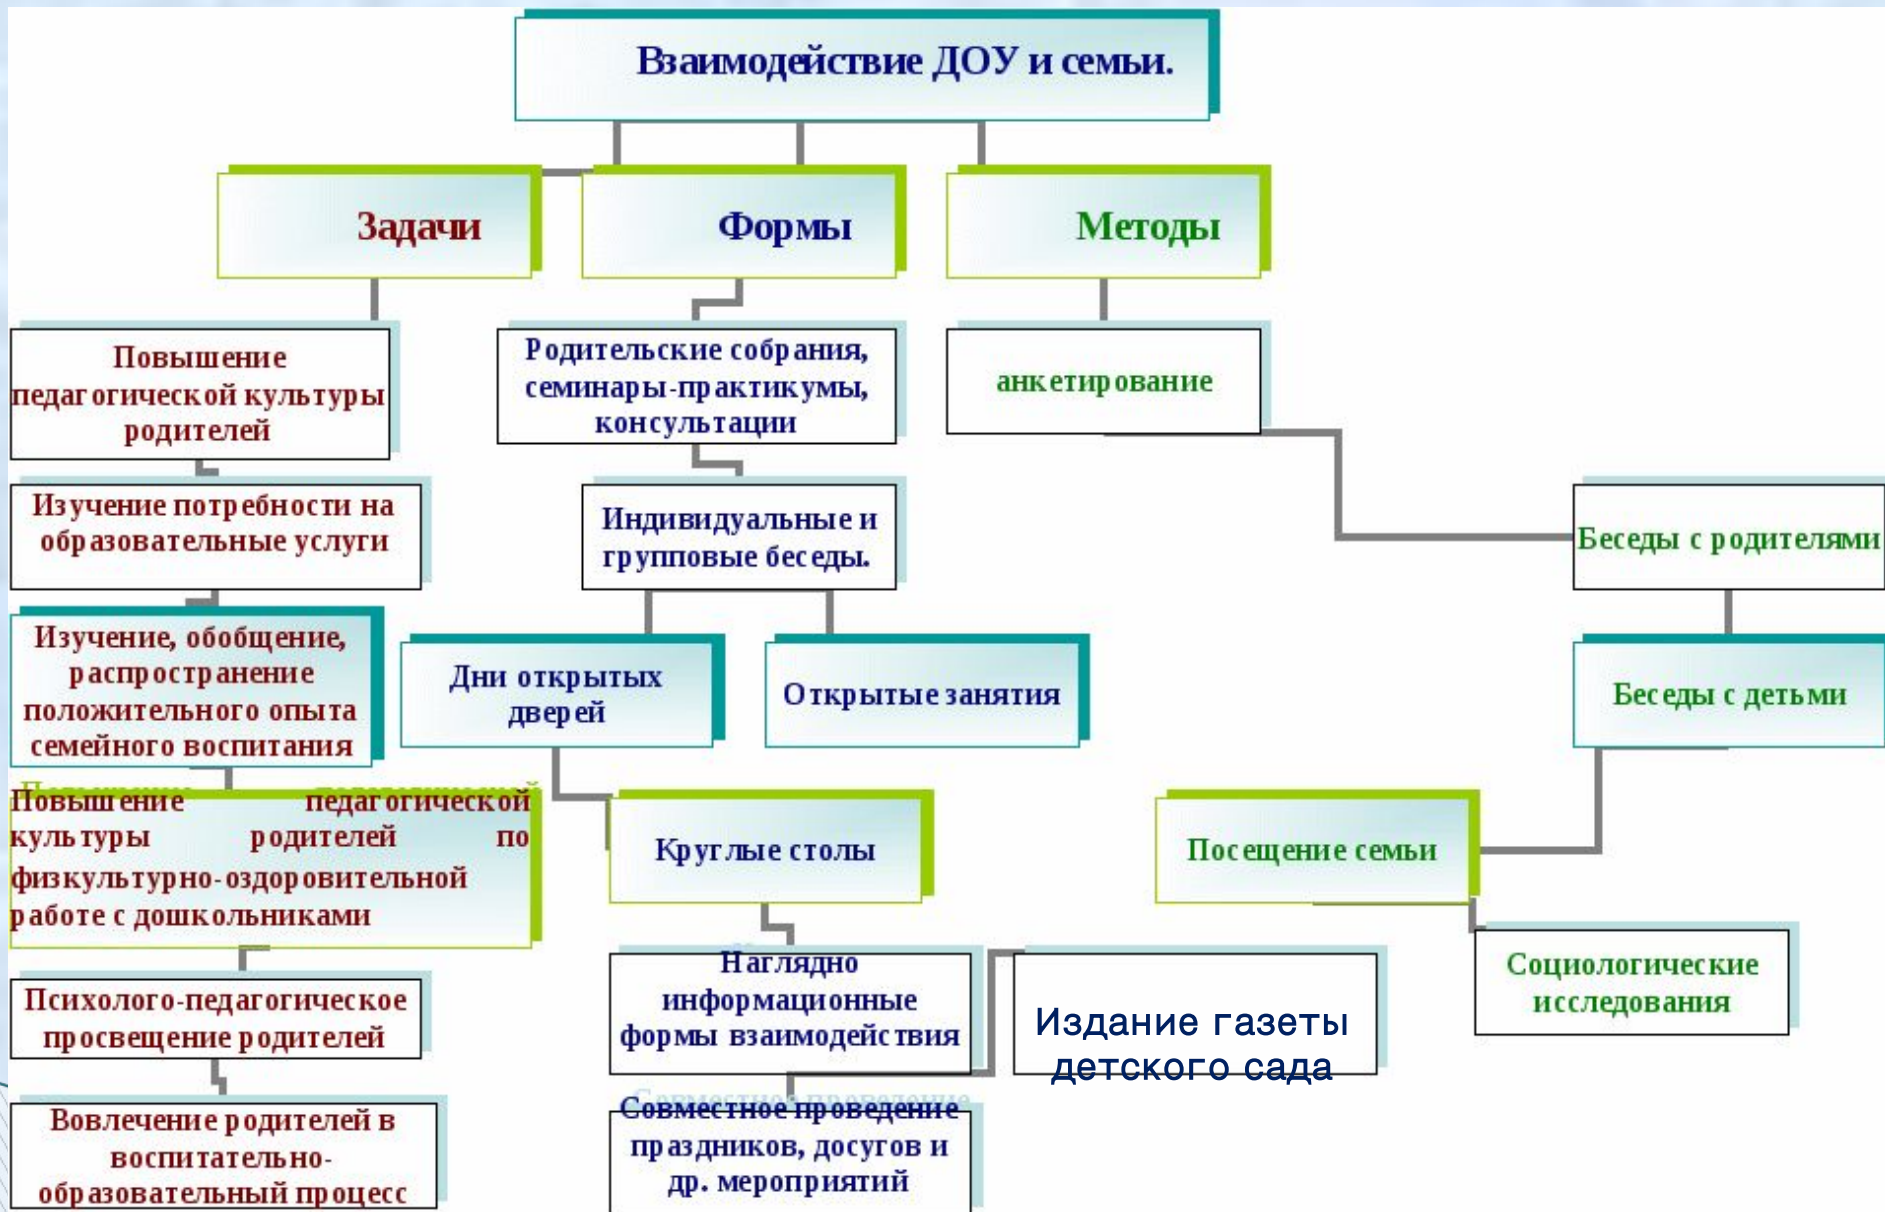 Взаимодействие ДОУ и семьи.
Задачи
Формы
Методы
Повышение
педагогической культуры
родителей
Изучение потребности на
образовательные услуги
Изучение, обобщение,
распространение
положительного опыта
семейного воспитания
Повышение педагогической
культуры родителей по
физкультурно-оздоровительной
работе с дошкольниками
Психолого-педагогическое
просвещение родителей
Вовлечение родителей в
воспитательно-
образовательный процесс
Родительские собрания,
семинары-практикумы,
консультации
Индивидуальные и
групповые беседы.
Дни открытых
дверей
Открытые занятия
Круглые столы
Наглядно
информационные
формы взаимодействия
Издание газеты
детского сада
Совместное проведение
праздников, досугов и
др. мероприятий
анкетирование
Беседы с родителями
Беседы с детьми
Посещение семьи
Социологические
исследования